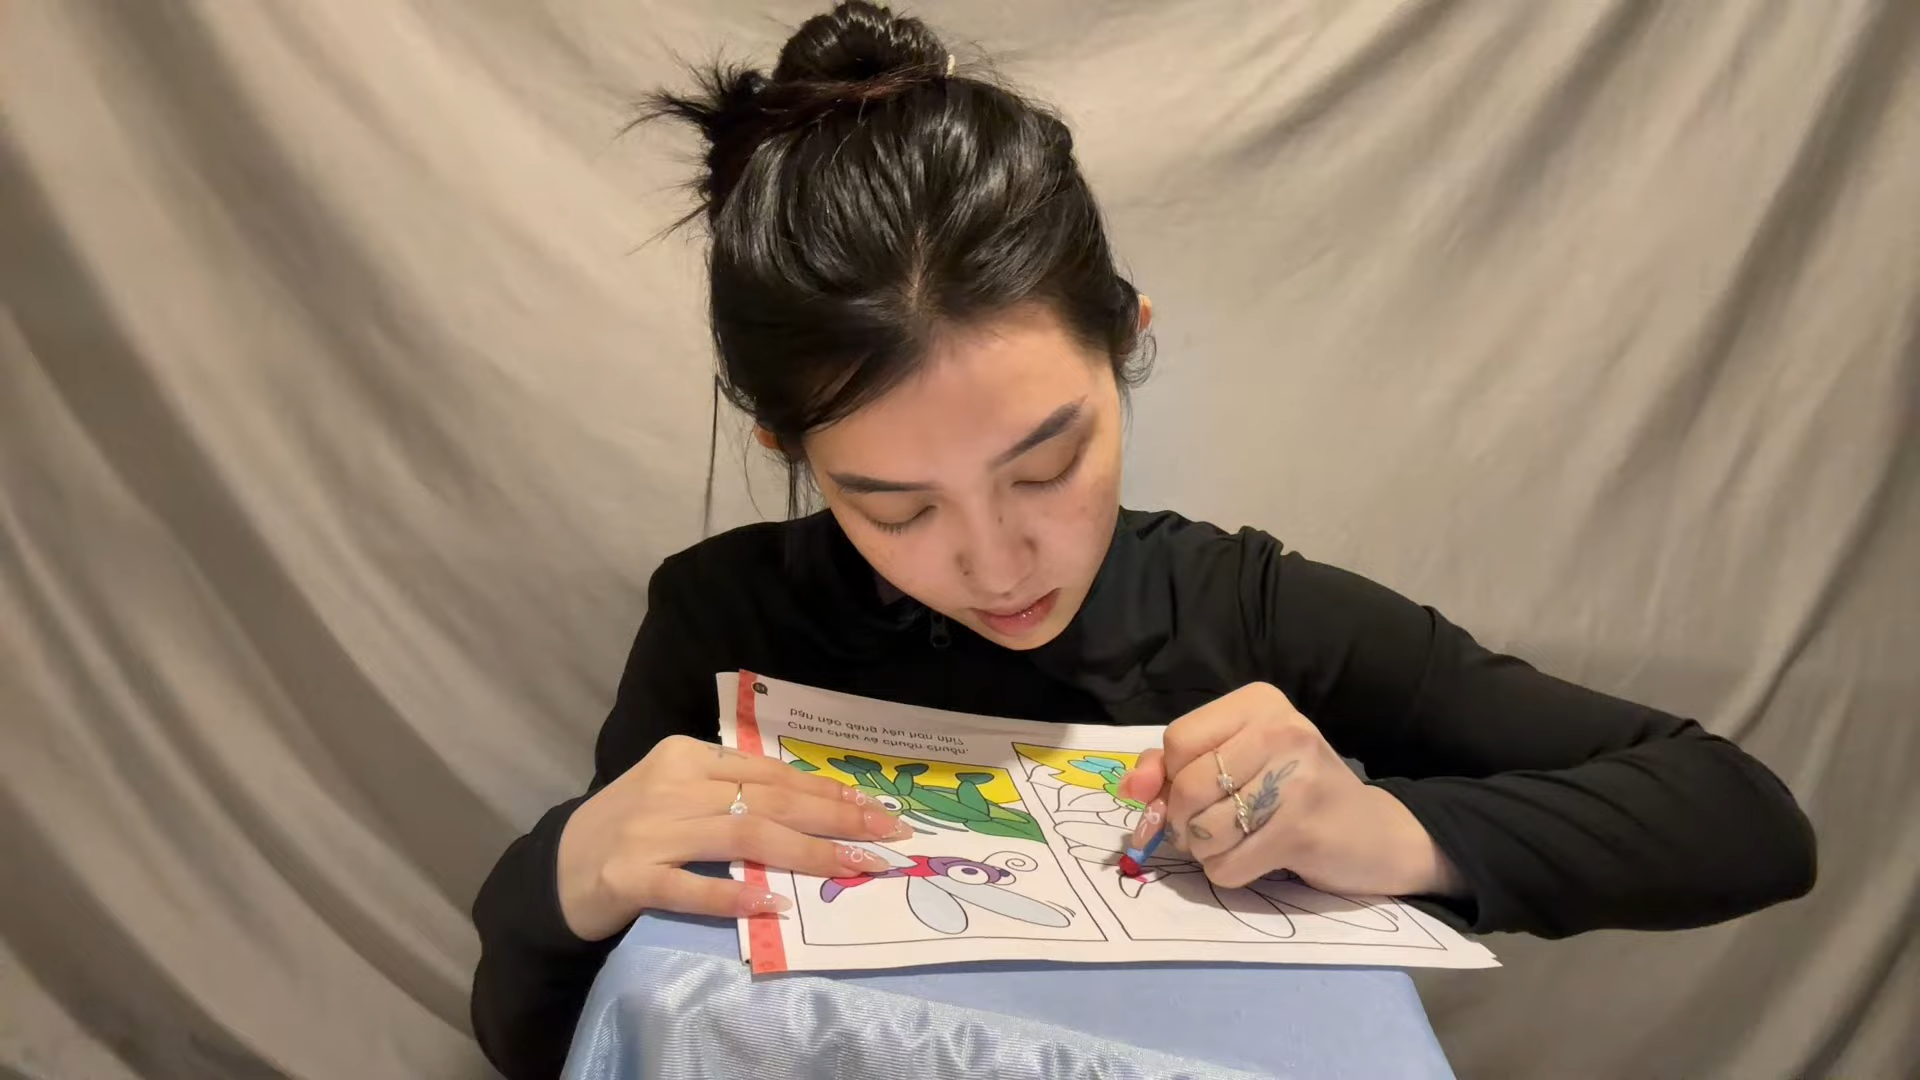 Châu chấu và chuồn chuồn,
bạn nào đáng yêu hơn nhỉ?